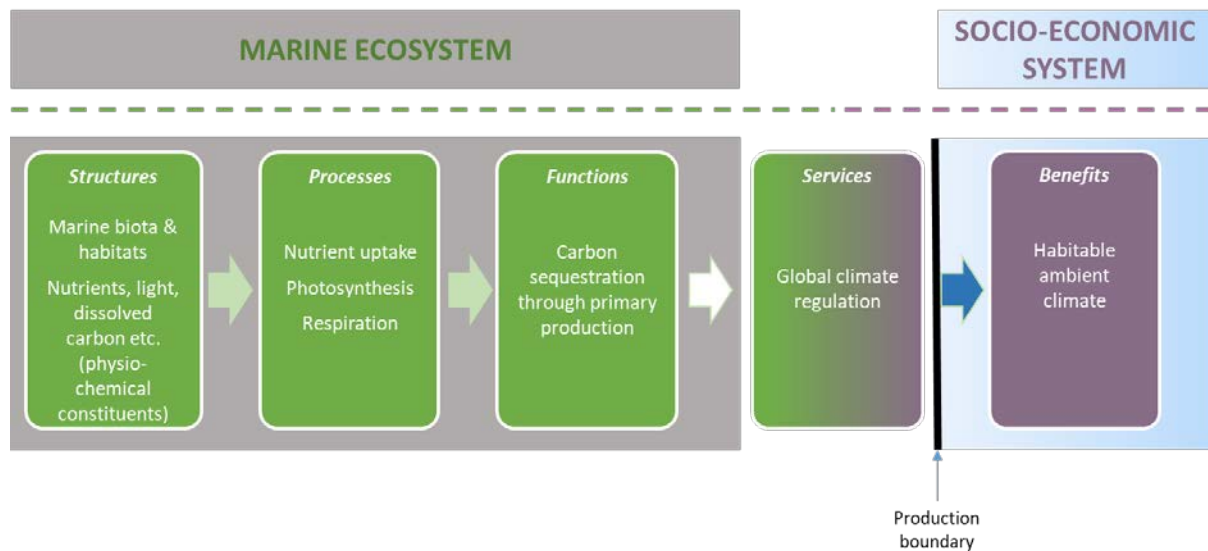 MARINE ECOSYSTEM
SOCIO-ECONOMIC
SYSTEM
Structures
Marine biota &
habitats
Nutrients, light,
dissolved
carbon etc.
(physio-
chemical
constituents)
Processes
Nutrient uptake
Photosynthesis
Respiration
Functions
Carbon
sequestration
through primary
production
Services
Global climate
regulation
Benefits
Habitable
ambient
climate
Production
boundary